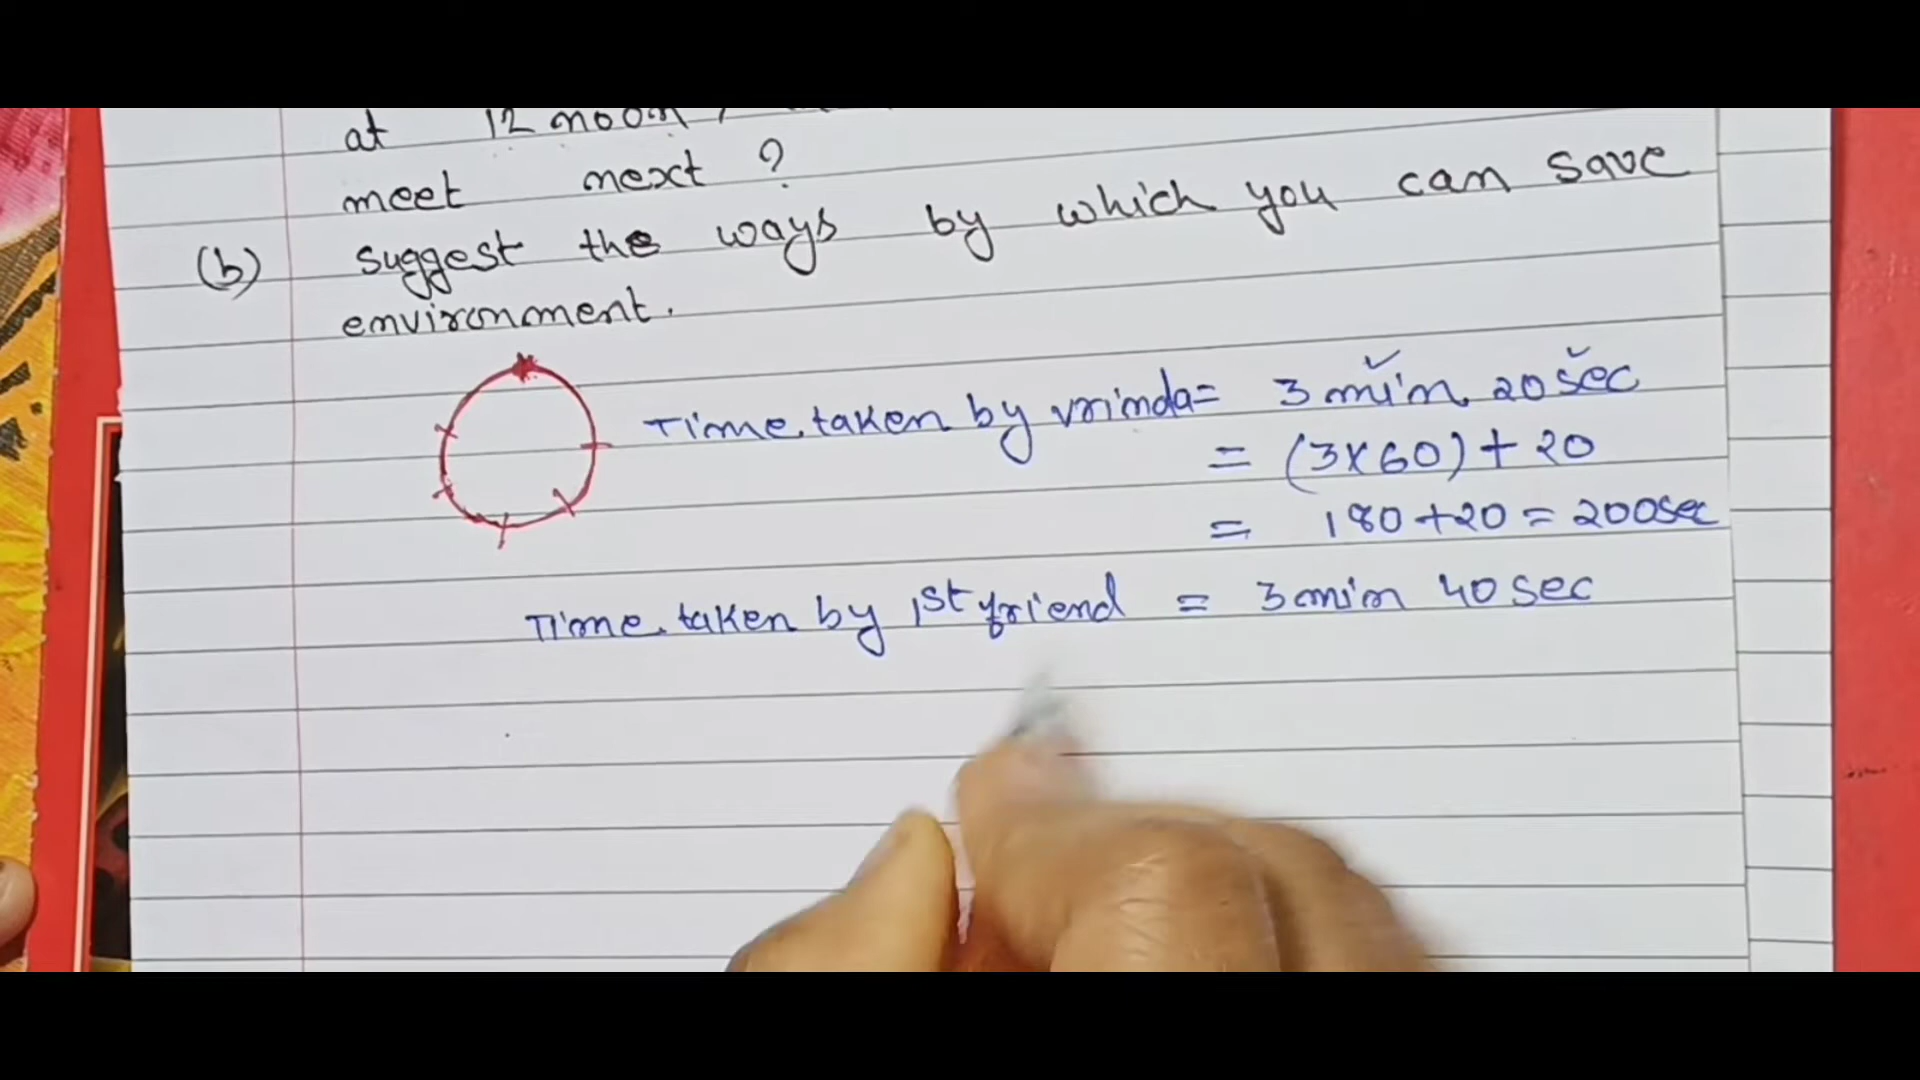 at 12 noon,
meet next ?
(b) suggest the ways by which you can save
environment.
Time taken by vrinda = 3 min 20 sec
= (3x60) + 20
= 180 +20 = 200sec
Time taken by 1st friend = 3 min 40 sec